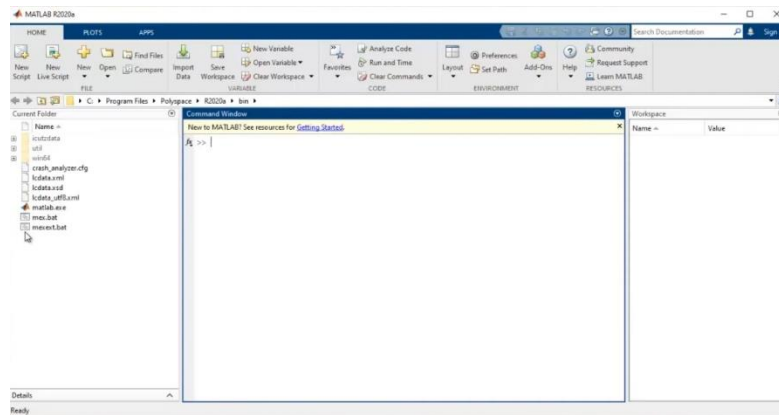 MATLAB R2020a
HOME PLOTS APPS
Search Documentation
Sign
New Script
New Live Script
New
Open
Find Files
Compare
FILE
Import Data
Save Workspace
New Variable
Open Variable
Clear Workspace
VARIABLE
Favorites
Analyze Code
Run and Time
Clear Commands
CODE
Layout
Preferences
Set Path
Add-Ons
ENVIRONMENT
Help
Community
Request Support
Learn MATLAB
RESOURCES
C: Program Files Polyspace R2020a bin
Current Folder
Name
icutzdata
util
win64
crash_analyzer.cfg
lcdata.xml
lcdata.xsd
lcdata_utf8.xml
matlab.exe
mex.bat
mexext.bat
Details
Command Window
New to MATLAB? See resources for Getting Started.
fx >>
Workspace
Name Value
Ready